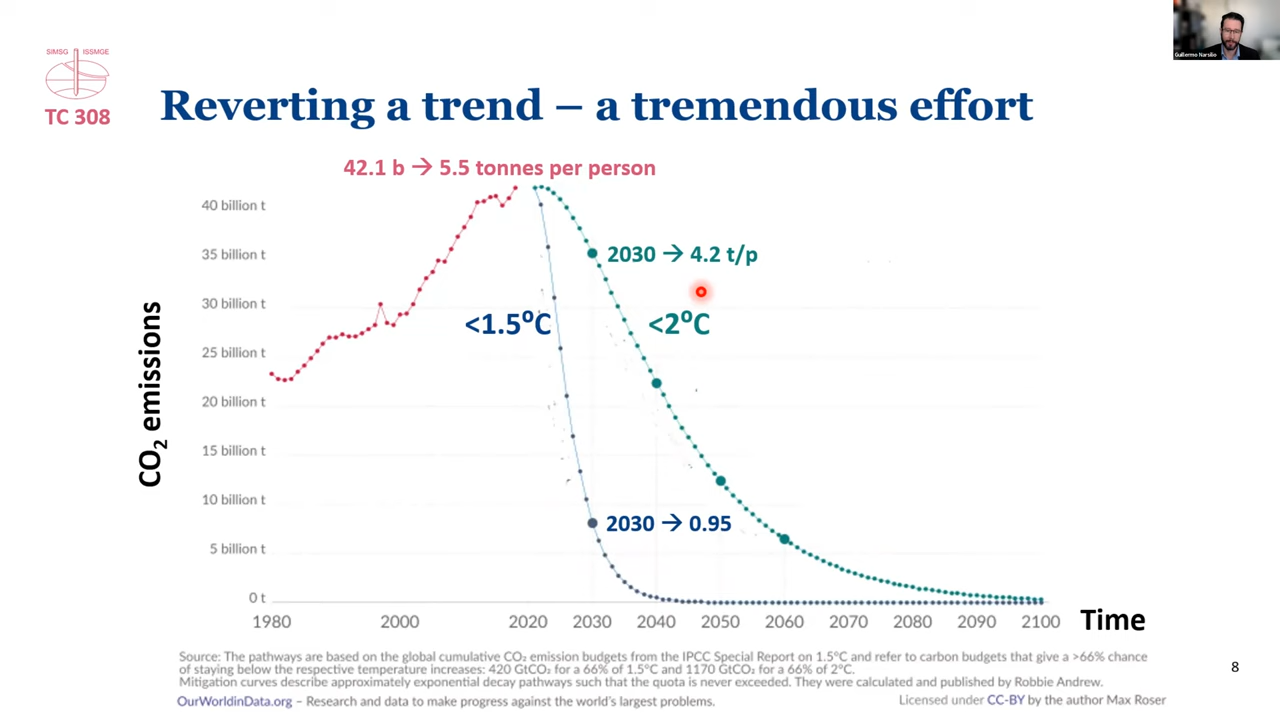 Guillermo Narsilio
SIMSG ISSMGE
TC 308
Reverting a trend – a tremendous effort
42.1 b → 5.5 tonnes per person
40 billion t
35 billion t
30 billion t
25 billion t
20 billion t
15 billion t
10 billion t
5 billion t
0 t
CO₂ emissions
2030 → 4.2 t/p
<1.5⁰C
<2⁰C
2030 → 0.95
1980 2000 2020 2030 2040 2050 2060 2070 2080 2090 2100
Time
Source: The pathways are based on the global cumulative CO₂ emission budgets from the IPCC Special Report on 1.5°C and refer to carbon budgets that give a >66% chance
of staying below the respective temperature increases: 420 GtCO₂ for a 66% of 1.5°C and 1170 GtCO₂ for a 66% of 2°C.
Mitigation curves describe approximately exponential decay pathways such that the quota is never exceeded. They were calculated and published by Robbie Andrew.
OurWorldinData.org – Research and data to make progress against the world's largest problems.
Licensed under CC-BY by the author Max Roser
8